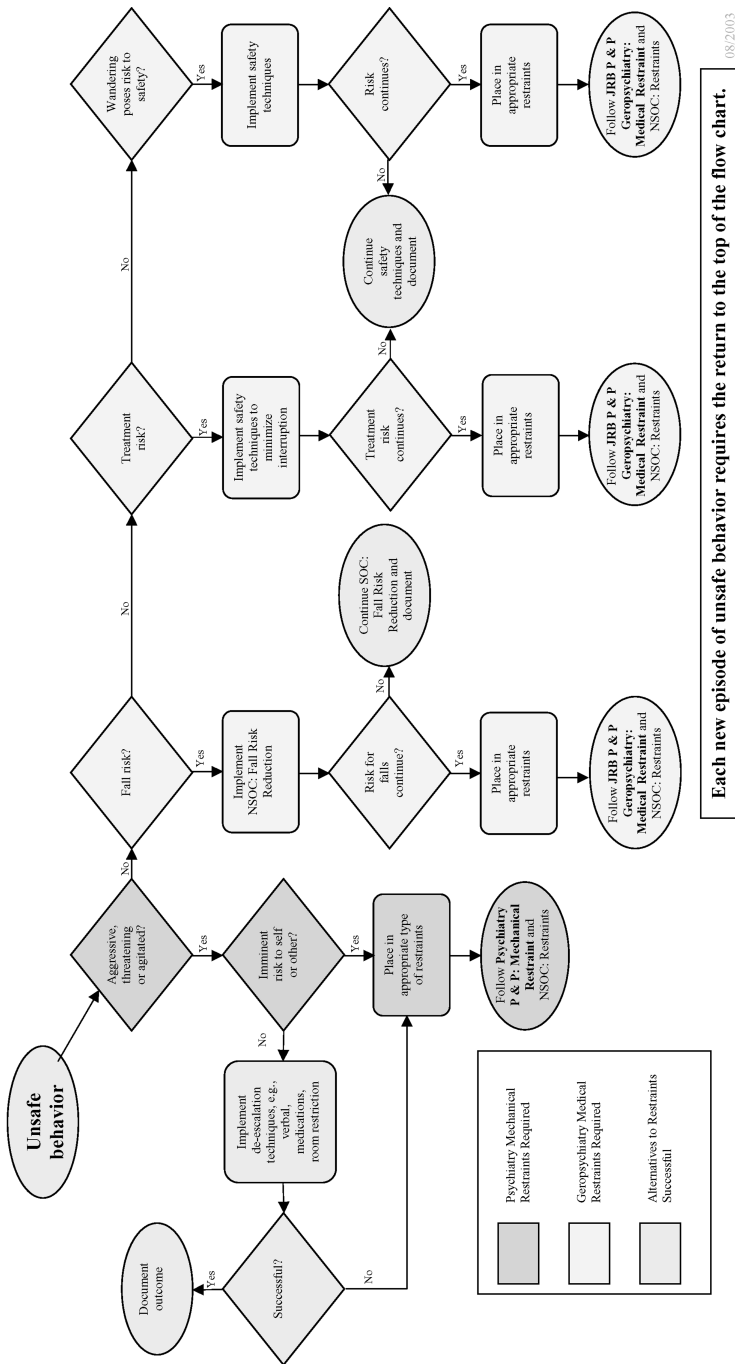 Unsafe
behavior
Aggressive,
threatening
or agitated?
No
Yes
Fall risk?
No
Yes
Treatment
risk?
No
Yes
Wandering
poses risk to
safety?
Yes
Imminent
risk to self
or other?
No
Yes
Implement
NSOC: Fall Risk
Reduction
Implement safety
techniques to
minimize
interruption
Implement safety
techniques
Implement
de-escalation
techniques, e.g.,
verbal,
medications,
room restriction
Document
outcome
Yes
Successful?
No
Place in
appropriate type
of restraints
Risk for
falls
continue?
No
Yes
Continue SOC:
Fall Risk
Reduction and
document
Treatment
risk
continues?
No
Yes
Continue
safety
techniques and
document
Risk
continues?
No
Yes
Place in
appropriate
restraints
Place in
appropriate
restraints
Place in
appropriate
restraints
Follow Psychiatry
P & P: Mechanical
Restraint and
NSOC: Restraints
Follow JRB P & P
Geropsychiatry:
Medical Restraint and
NSOC: Restraints
Follow JRB P & P
Geropsychiatry:
Medical Restraint and
NSOC: Restraints
Follow JRB P & P
Geropsychiatry:
Medical Restraint and
NSOC: Restraints
Psychiatry Mechanical
Restraints Required
Geropsychiatry Medical
Restraints Required
Alternatives to Restraints
Successful
Each new episode of unsafe behavior requires the return to the top of the flow chart.
08/2003